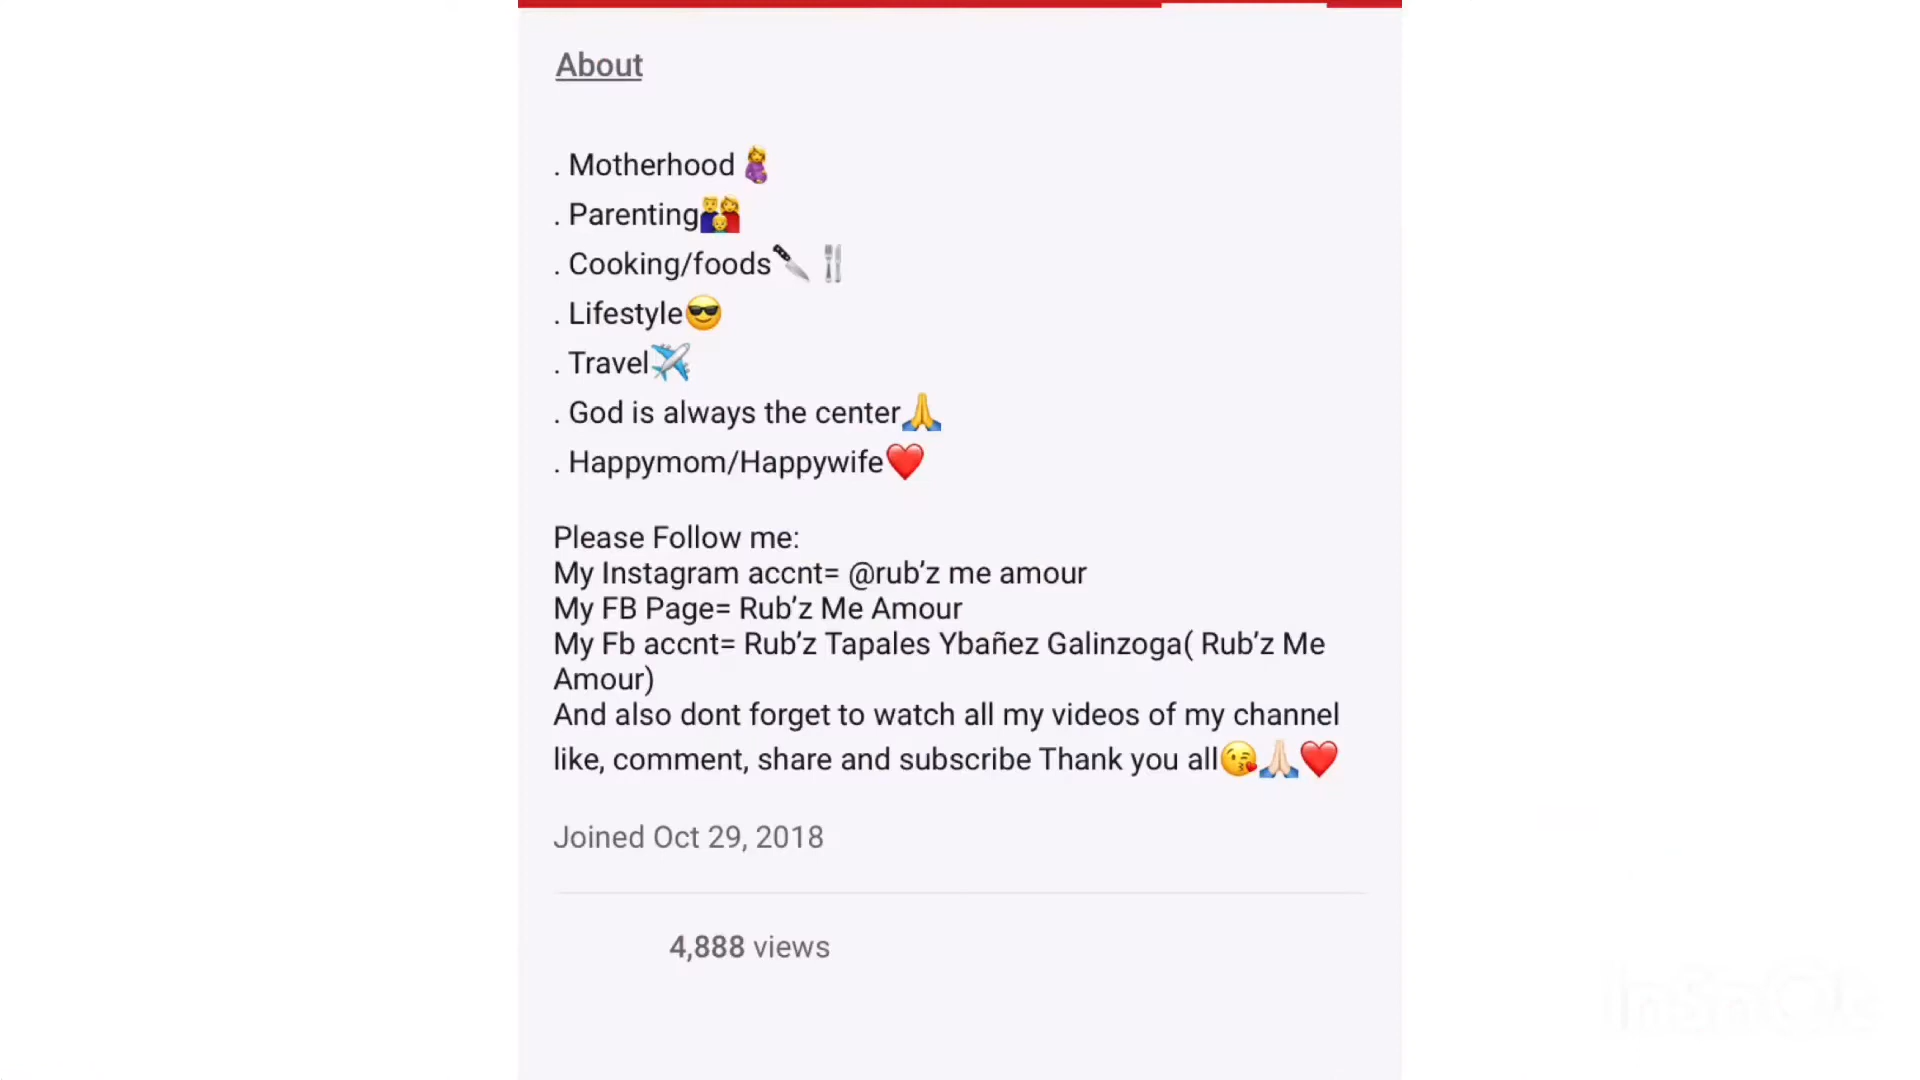 About
. Motherhood🤰
. Parenting👨‍👩‍👦
. Cooking/foods🔪🍴
. Lifestyle😎
. Travel✈️
. God is always the center🙏
. Happymom/Happywife❤️
Please Follow me:
My Instagram accnt= @rub’z me amour
My FB Page= Rub’z Me Amour
My Fb accnt= Rub’z Tapales Ybañez Galinzoga( Rub’z Me
Amour)
And also dont forget to watch all my videos of my channel
like, comment, share and subscribe Thank you all😘🙏🏻❤️
Joined Oct 29, 2018
4,888 views